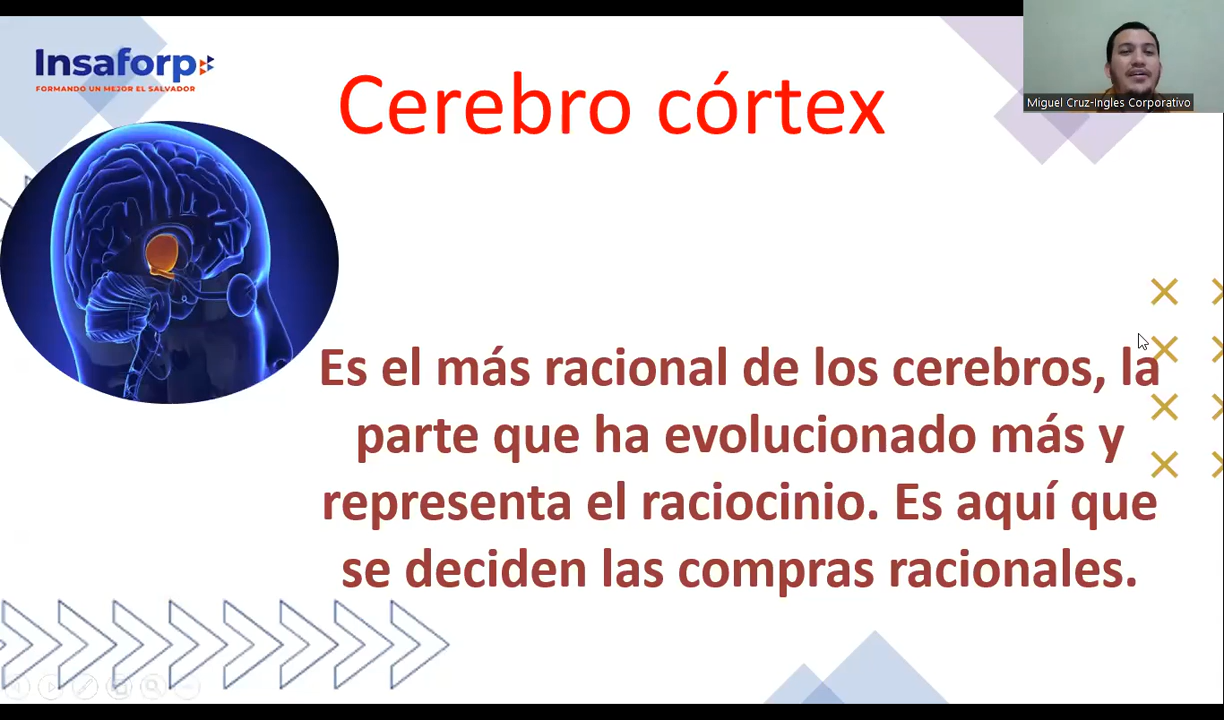 Insaforp
FORMANDO UN MEJOR EL SALVADOR
Cerebro córtex
Miguel Cruz-Ingles Corporativo
Es el más racional de los cerebros, la
parte que ha evolucionado más y
representa el raciocinio. Es aquí que
se deciden las compras racionales.